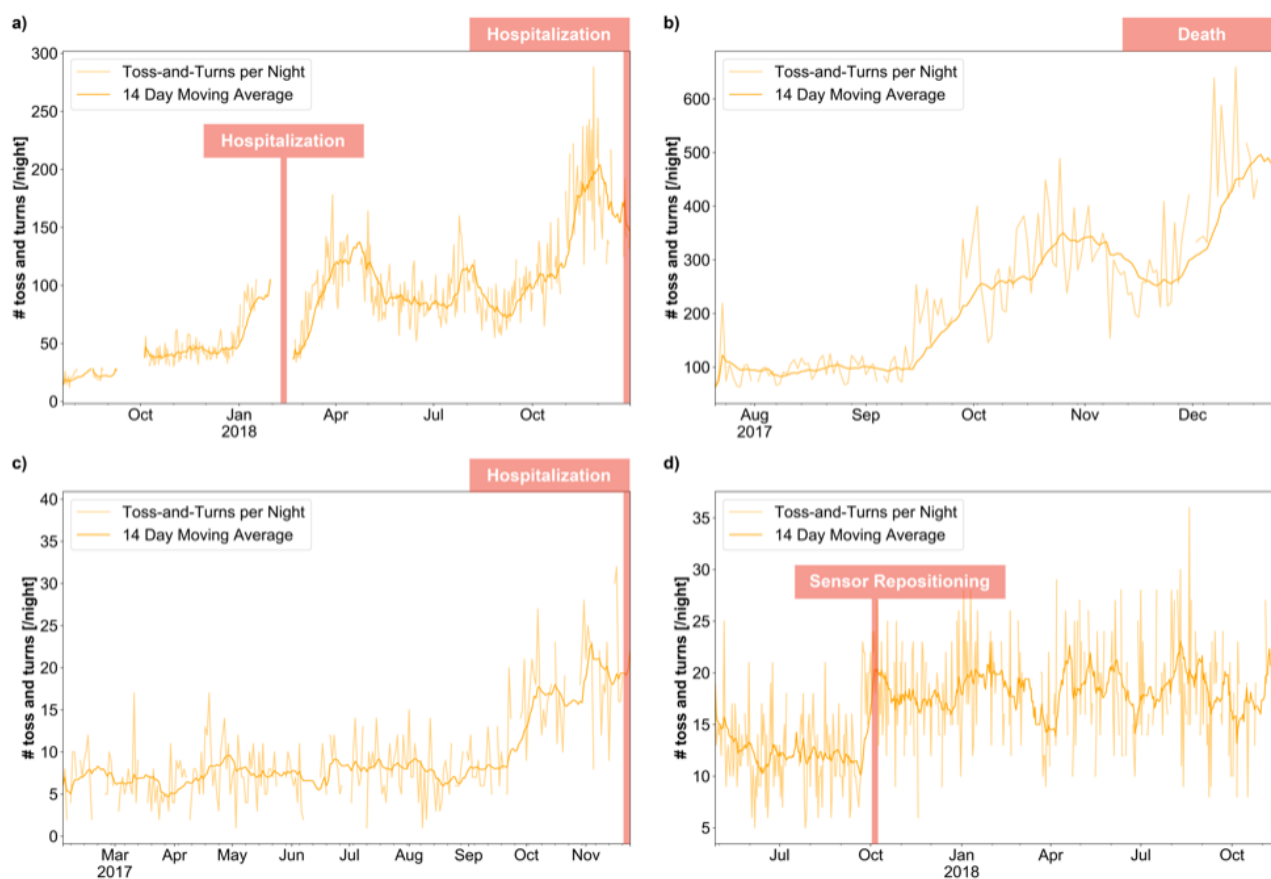 a)
Hospitalization
# toss and turns [/night]
300
250
200
150
100
50
0
Toss-and-Turns per Night
14 Day Moving Average
Hospitalization
Oct Jan Apr Jul Oct
2018
b)
Death
# toss and turns [/night]
600
500
400
300
200
100
Toss-and-Turns per Night
14 Day Moving Average
Aug Sep Oct Nov Dec
2017
c)
Hospitalization
# toss and turns [/night]
40
35
30
25
20
15
10
5
0
Toss-and-Turns per Night
14 Day Moving Average
Mar Apr May Jun Jul Aug Sep Oct Nov
2017
d)
# toss and turns [/night]
35
30
25
20
15
10
5
Toss-and-Turns per Night
14 Day Moving Average
Sensor Repositioning
Jul Oct Jan Apr Jul Oct
2018